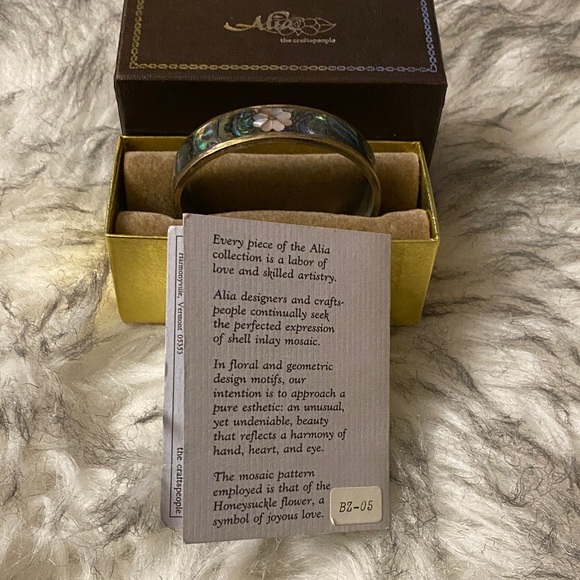 Alia
the craftspeople
Every piece of the Alia
collection is a labor of
love and skilled artistry.
Alia designers and crafts-
people continually seek
the perfected expression
of shell inlay mosaic.
In floral and geometric
design motifs, our
intention is to approach a
pure esthetic: an unusual,
yet undeniable, beauty
that reflects a harmony of
hand, heart, and eye.
The mosaic pattern
employed is that of the
Honeysuckle flower, a
symbol of joyous love.
BZ-05
Vermont 05353
the craftspeople